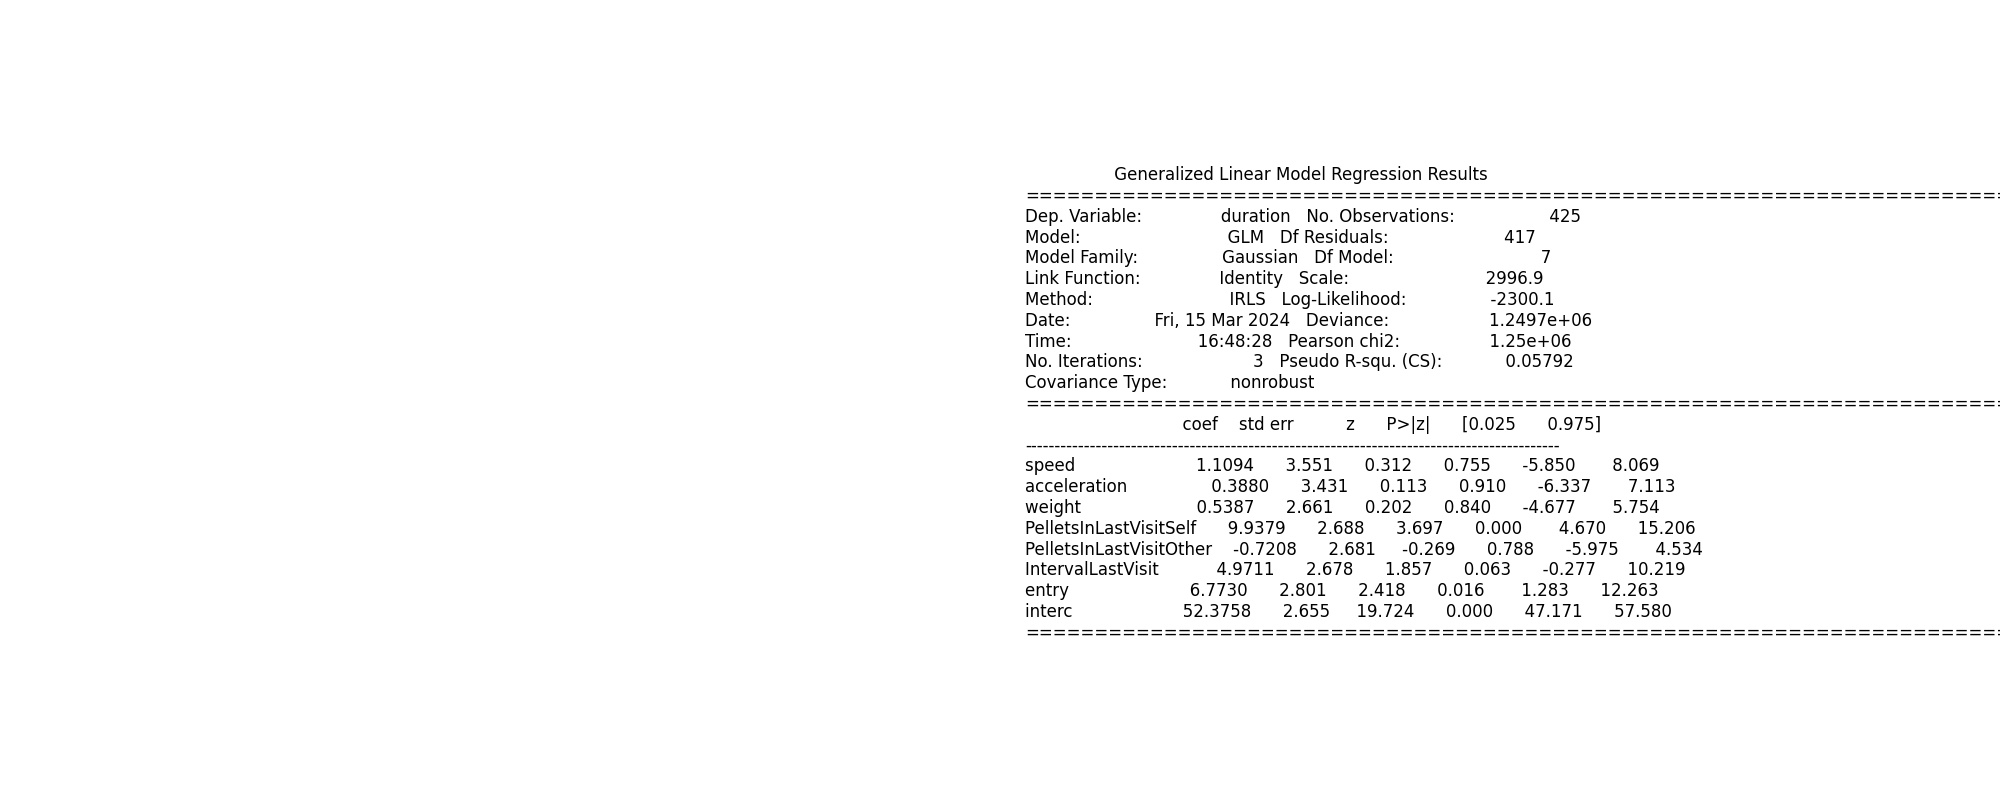 Generalized Linear Model Regression Results
==============================================================================
Dep. Variable: duration No. Observations: 425
Model: GLM Df Residuals: 417
Model Family: Gaussian Df Model: 7
Link Function: Identity Scale: 2996.9
Method: IRLS Log-Likelihood: -2300.1
Date: Fri, 15 Mar 2024 Deviance: 1.2497e+06
Time: 16:48:28 Pearson chi2: 1.25e+06
No. Iterations: 3 Pseudo R-squ. (CS): 0.05792
Covariance Type: nonrobust
==============================================================================
coef std err z P>|z| [0.025 0.975]
------------------------------------------------------------------------------------------
speed 1.1094 3.551 0.312 0.755 -5.850 8.069
acceleration 0.3880 3.431 0.113 0.910 -6.337 7.113
weight 0.5387 2.661 0.202 0.840 -4.677 5.754
PelletsInLastVisitSelf 9.9379 2.688 3.697 0.000 4.670 15.206
PelletsInLastVisitOther -0.7208 2.681 -0.269 0.788 -5.975 4.534
IntervalLastVisit 4.9711 2.678 1.857 0.063 -0.277 10.219
entry 6.7730 2.801 2.418 0.016 1.283 12.263
interc 52.3758 2.655 19.724 0.000 47.171 57.580
==============================================================================